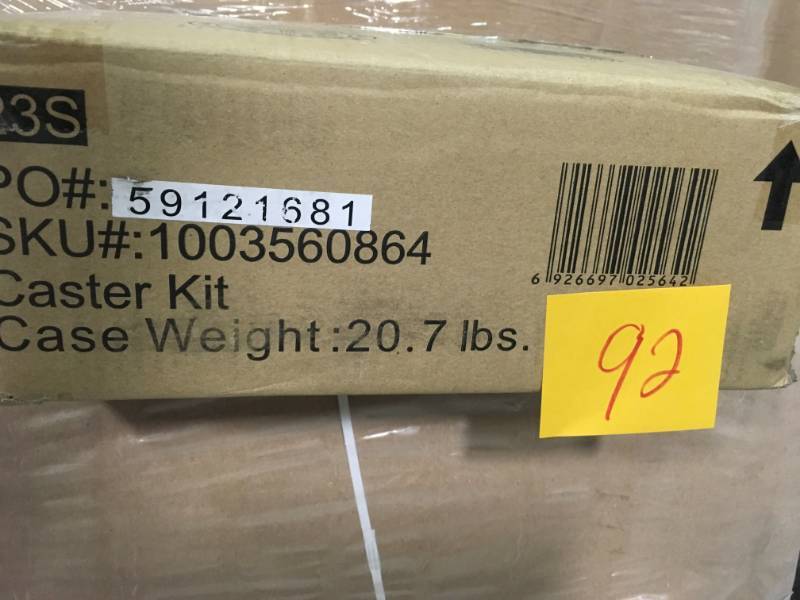 23S
PO#: 59121681
SKU#:1003560864
Caster Kit
Case Weight:20.7 lbs.
6 926697 025642
92